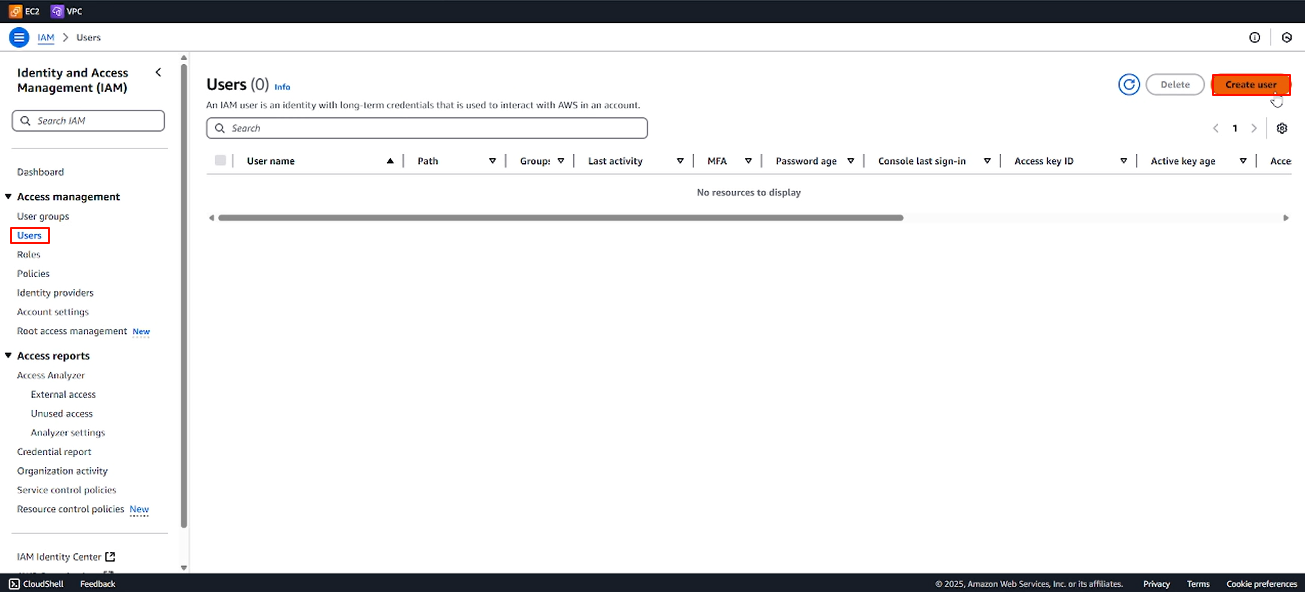 EC2 VPC
IAM > Users
Identity and Access
Management (IAM)
Search IAM
Dashboard
Access management
User groups
Users
Roles
Policies
Identity providers
Account settings
Root access management New
Access reports
Access Analyzer
External access
Unused access
Analyzer settings
Credential report
Organization activity
Service control policies
Resource control policies New
IAM Identity Center
Users (0) Info
Delete
Create user
An IAM user is an identity with long-term credentials that is used to interact with AWS in an account.
Search
1
User name Path Group: Last activity MFA Password age Console last sign-in Access key ID Active key age Acce
No resources to display
CloudShell Feedback © 2025, Amazon Web Services, Inc. or its affiliates. Privacy Terms Cookie preferences